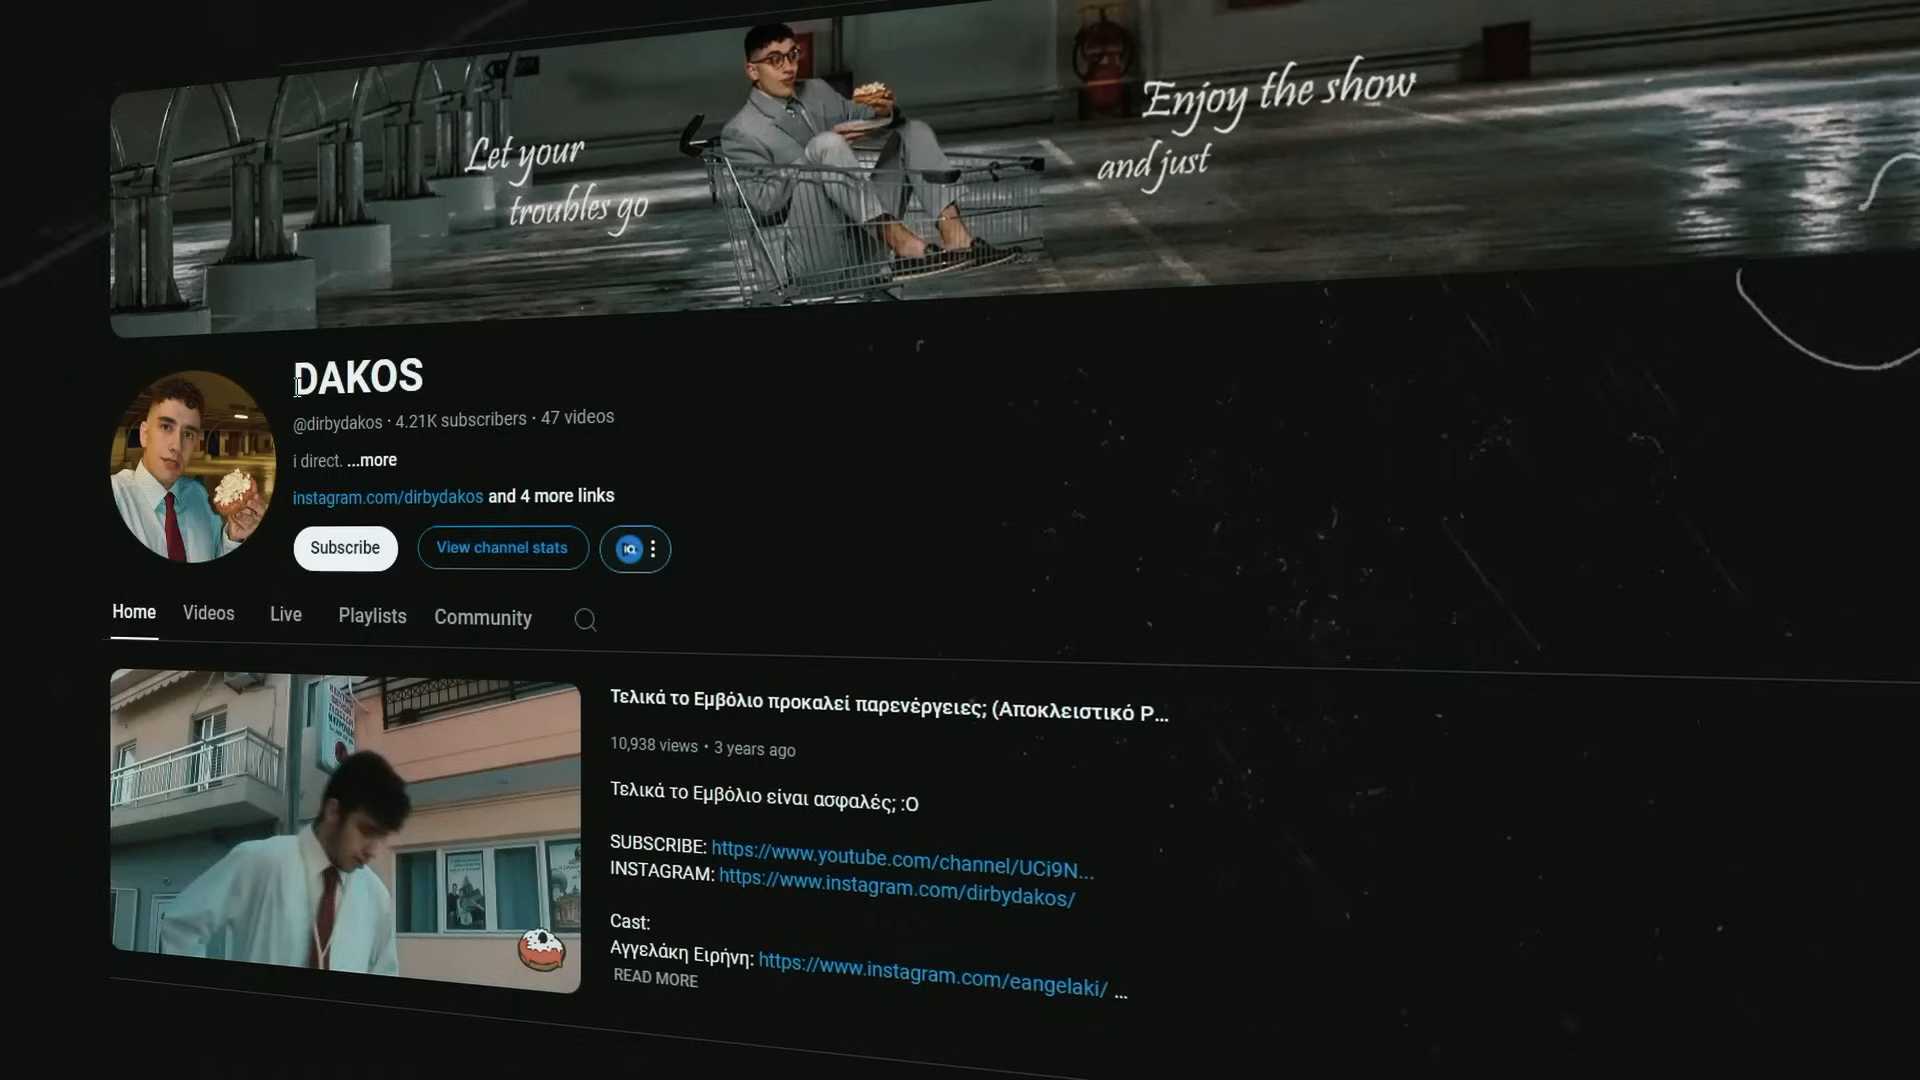 Let your
troubles go
Enjoy the show
and just
DAKOS
@dirbydakos · 4.21K subscribers · 47 videos
i direct. ...more
instagram.com/dirbydakos and 4 more links
Subscribe
View channel stats
IQ
Home
Videos
Live
Playlists
Community
Τελικά το Εμβόλιο προκαλεί παρενέργειες; (Αποκλειστικό Ρ...
10,938 views · 3 years ago
Τελικά το Εμβόλιο είναι ασφαλές; :O
SUBSCRIBE: https://www.youtube.com/channel/UCi9N...
INSTAGRAM: https://www.instagram.com/dirbydakos/
Cast:
Αγγελάκη Ειρήνη: https://www.instagram.com/eangelaki/ ...
READ MORE